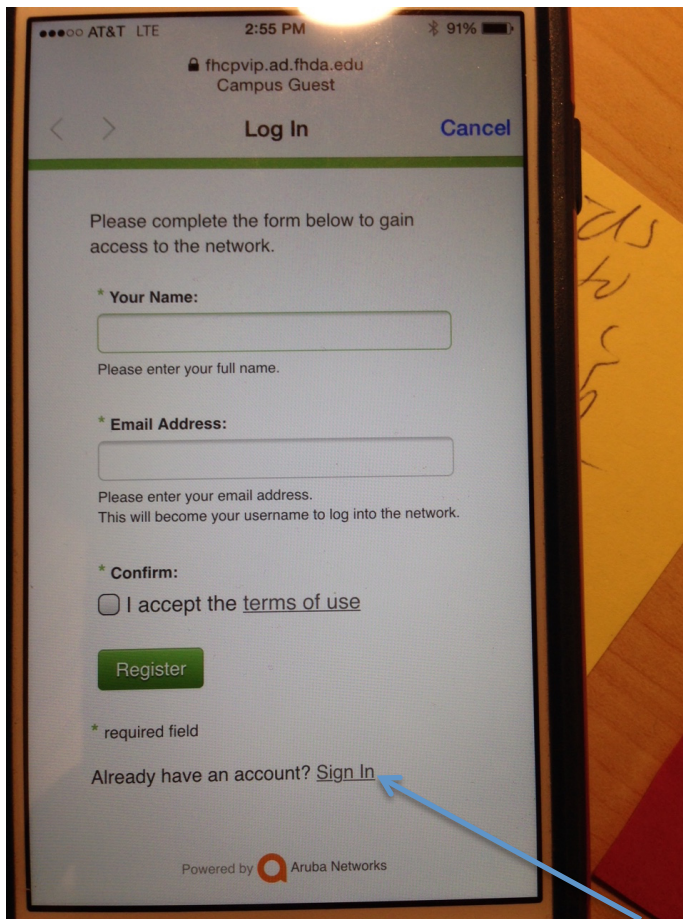 AT&T LTE 2:55 PM 91%
fhcpvip.ad.fhda.edu
Campus Guest
< > Log In Cancel
Please complete the form below to gain
access to the network.
* Your Name:
Please enter your full name.
* Email Address:
Please enter your email address.
This will become your username to log into the network.
* Confirm:
I accept the terms of use
Register
* required field
Already have an account? Sign In
Powered by Aruba Networks